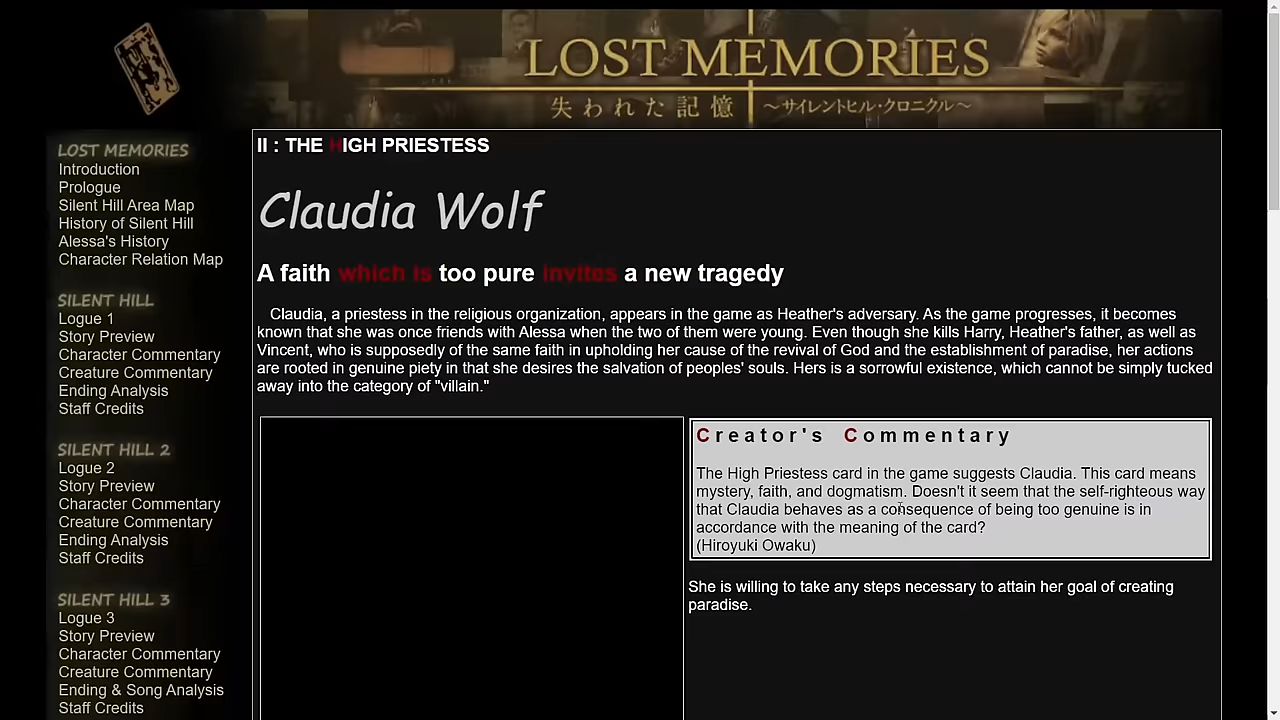 LOST MEMORIES
失われた記憶 ～サイレントヒル・クロニクル～
LOST MEMORIES
Introduction
Prologue
Silent Hill Area Map
History of Silent Hill
Alessa's History
Character Relation Map
SILENT HILL
Logue 1
Story Preview
Character Commentary
Creature Commentary
Ending Analysis
Staff Credits
SILENT HILL 2
Logue 2
Story Preview
Character Commentary
Creature Commentary
Ending Analysis
Staff Credits
SILENT HILL 3
Logue 3
Story Preview
Character Commentary
Creature Commentary
Ending & Song Analysis
Staff Credits
II : THE HIGH PRIESTESS
Claudia Wolf
A faith which is too pure invites a new tragedy
Claudia, a priestess in the religious organization, appears in the game as Heather's adversary. As the game progresses, it becomes
known that she was once friends with Alessa when the two of them were young. Even though she kills Harry, Heather's father, as well as
Vincent, who is supposedly of the same faith in upholding her cause of the revival of God and the establishment of paradise, her actions
are rooted in genuine piety in that she desires the salvation of peoples' souls. Hers is a sorrowful existence, which cannot be simply tucked
away into the category of "villain."
Creator's Commentary
The High Priestess card in the game suggests Claudia. This card means
mystery, faith, and dogmatism. Doesn't it seem that the self-righteous way
that Claudia behaves as a consequence of being too genuine is in
accordance with the meaning of the card?
(Hiroyuki Owaku)
She is willing to take any steps necessary to attain her goal of creating
paradise.